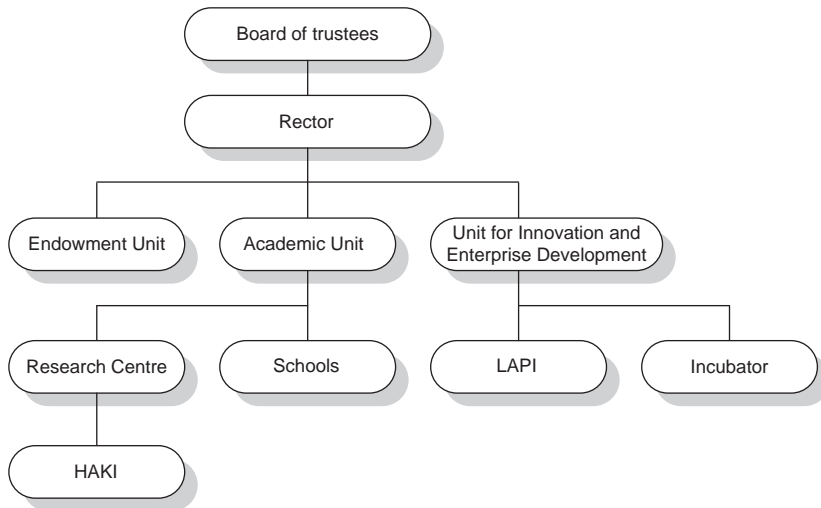 Board of trustees
Rector
Endowment Unit
Academic Unit
Unit for Innovation and
Enterprise Development
Research Centre
Schools
LAPI
Incubator
HAKI